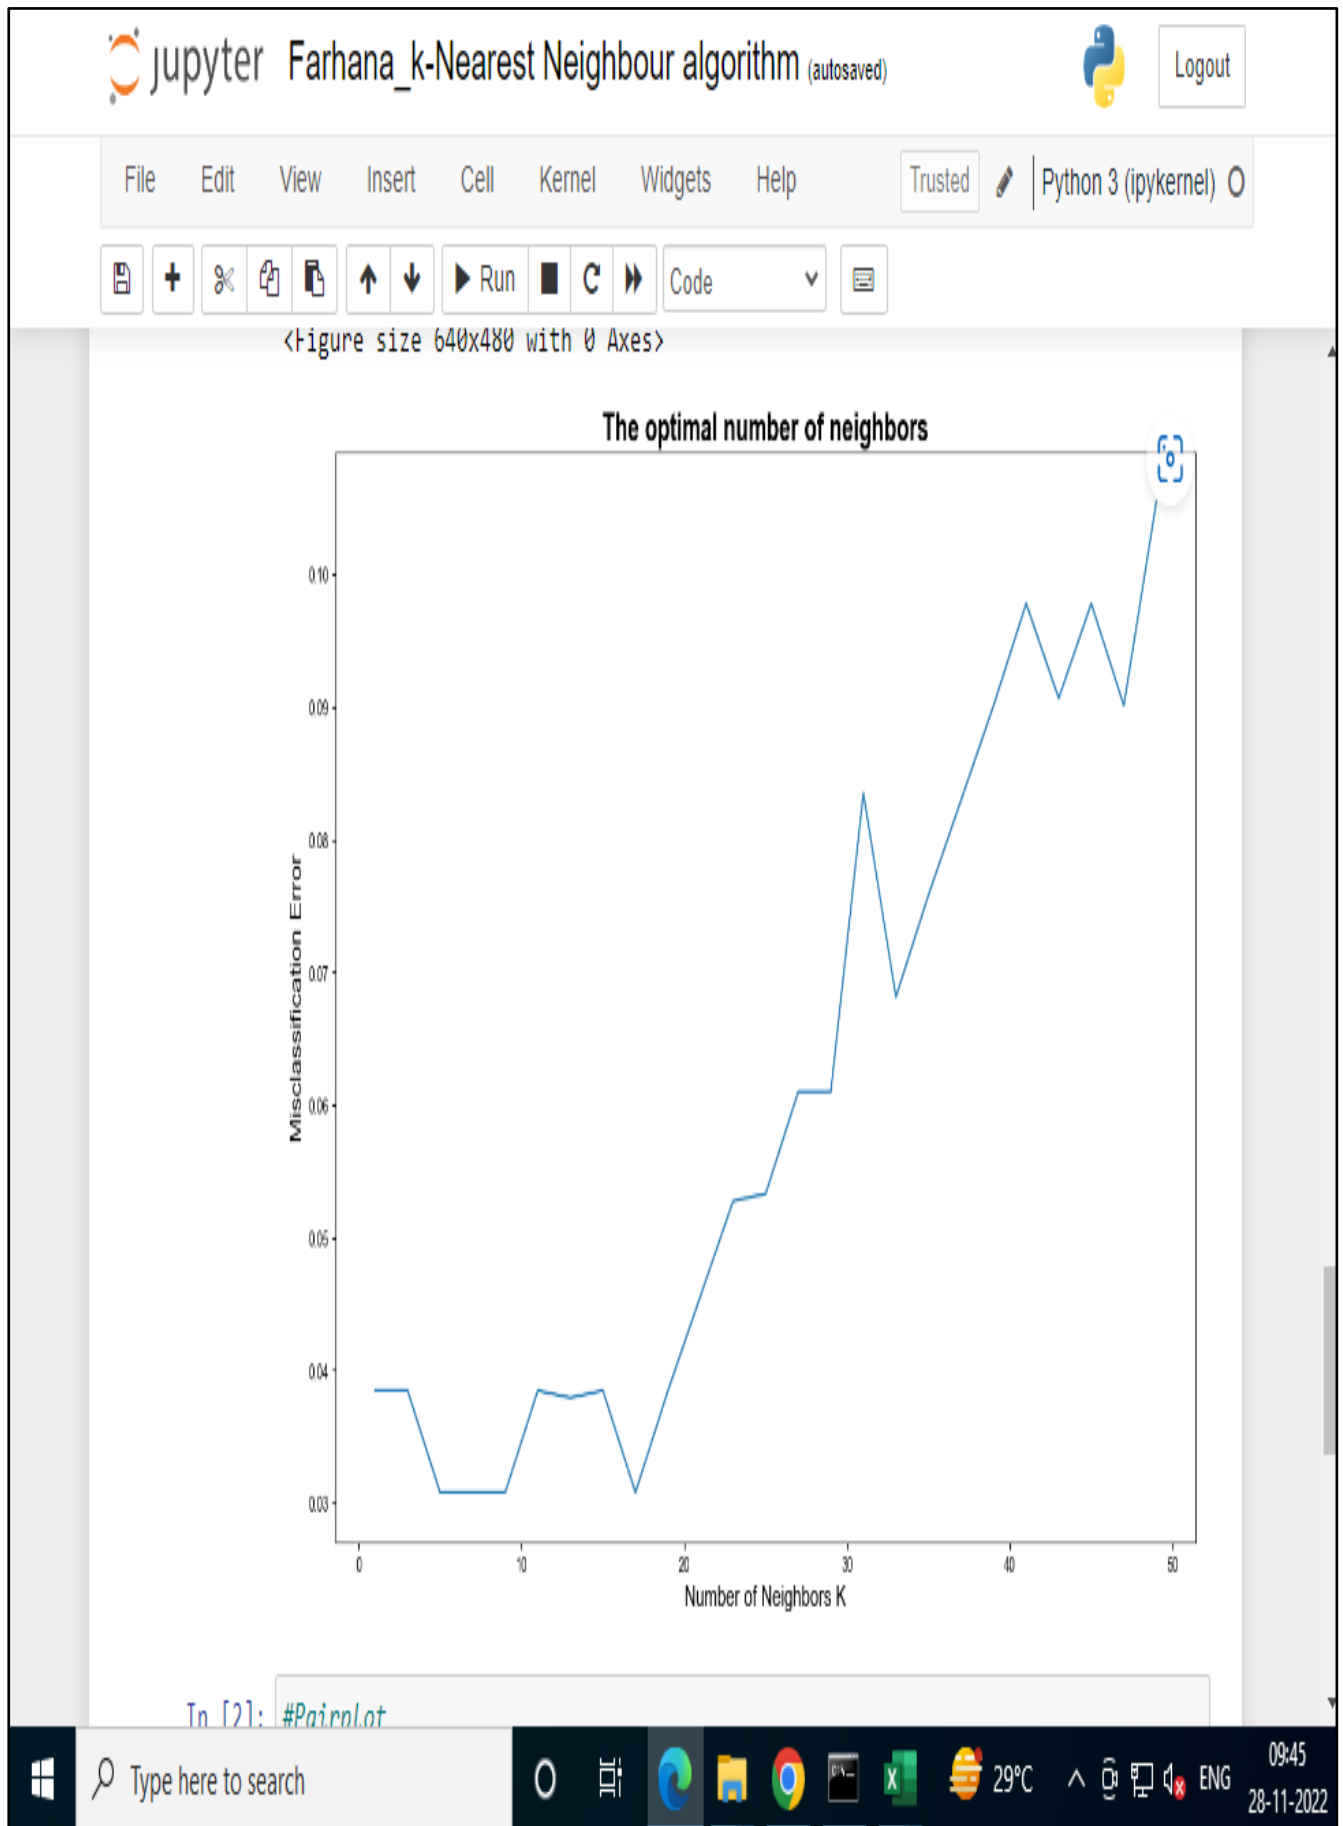 jupyter Farhana_k-Nearest Neighbour algorithm (autosaved)
Logout
File Edit View Insert Cell Kernel Widgets Help
Trusted Python 3 (ipykernel)
Run Code
<Figure size 640x480 with 0 Axes>
The optimal number of neighbors
0.10
0.09
0.08
0.07
0.06
0.05
0.04
0.03
Misclassification Error
0 10 20 30 40 50
Number of Neighbors K
In [2]: #Pairplot
Type here to search
29°C ENG
09:45
28-11-2022